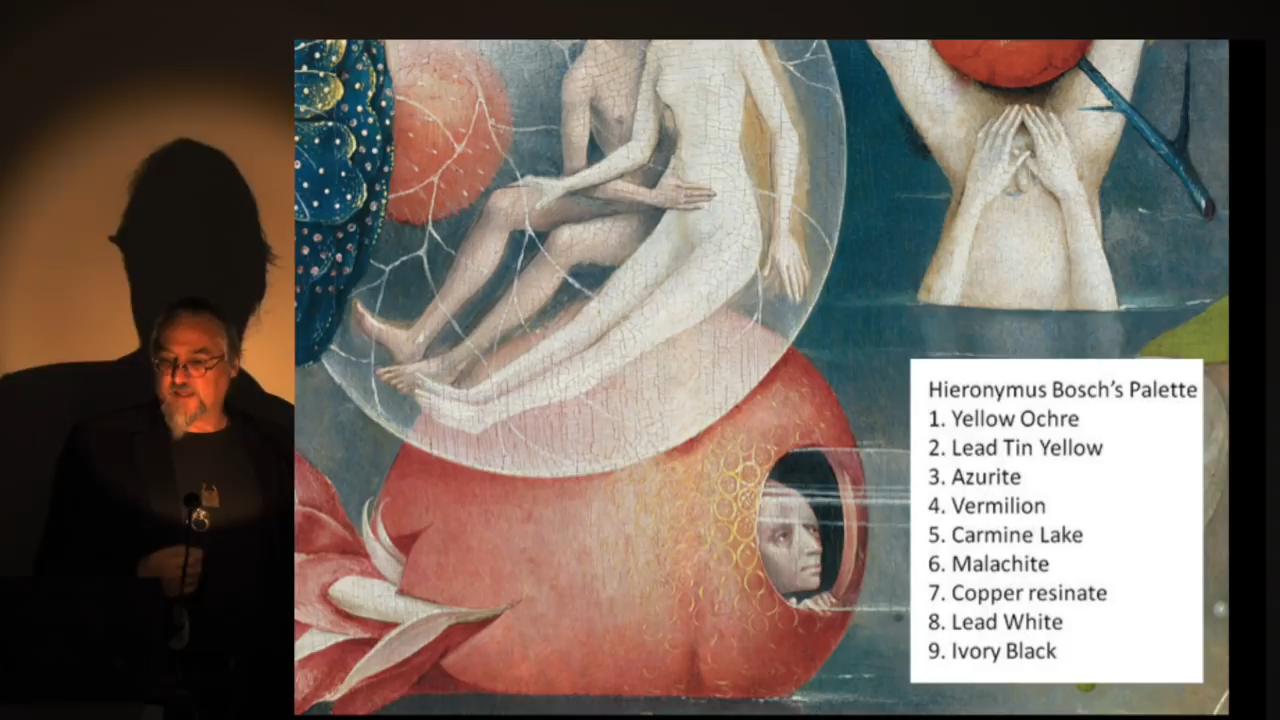 Hieronymus Bosch's Palette
1. Yellow Ochre
2. Lead Tin Yellow
3. Azurite
4. Vermilion
5. Carmine Lake
6. Malachite
7. Copper resinate
8. Lead White
9. Ivory Black